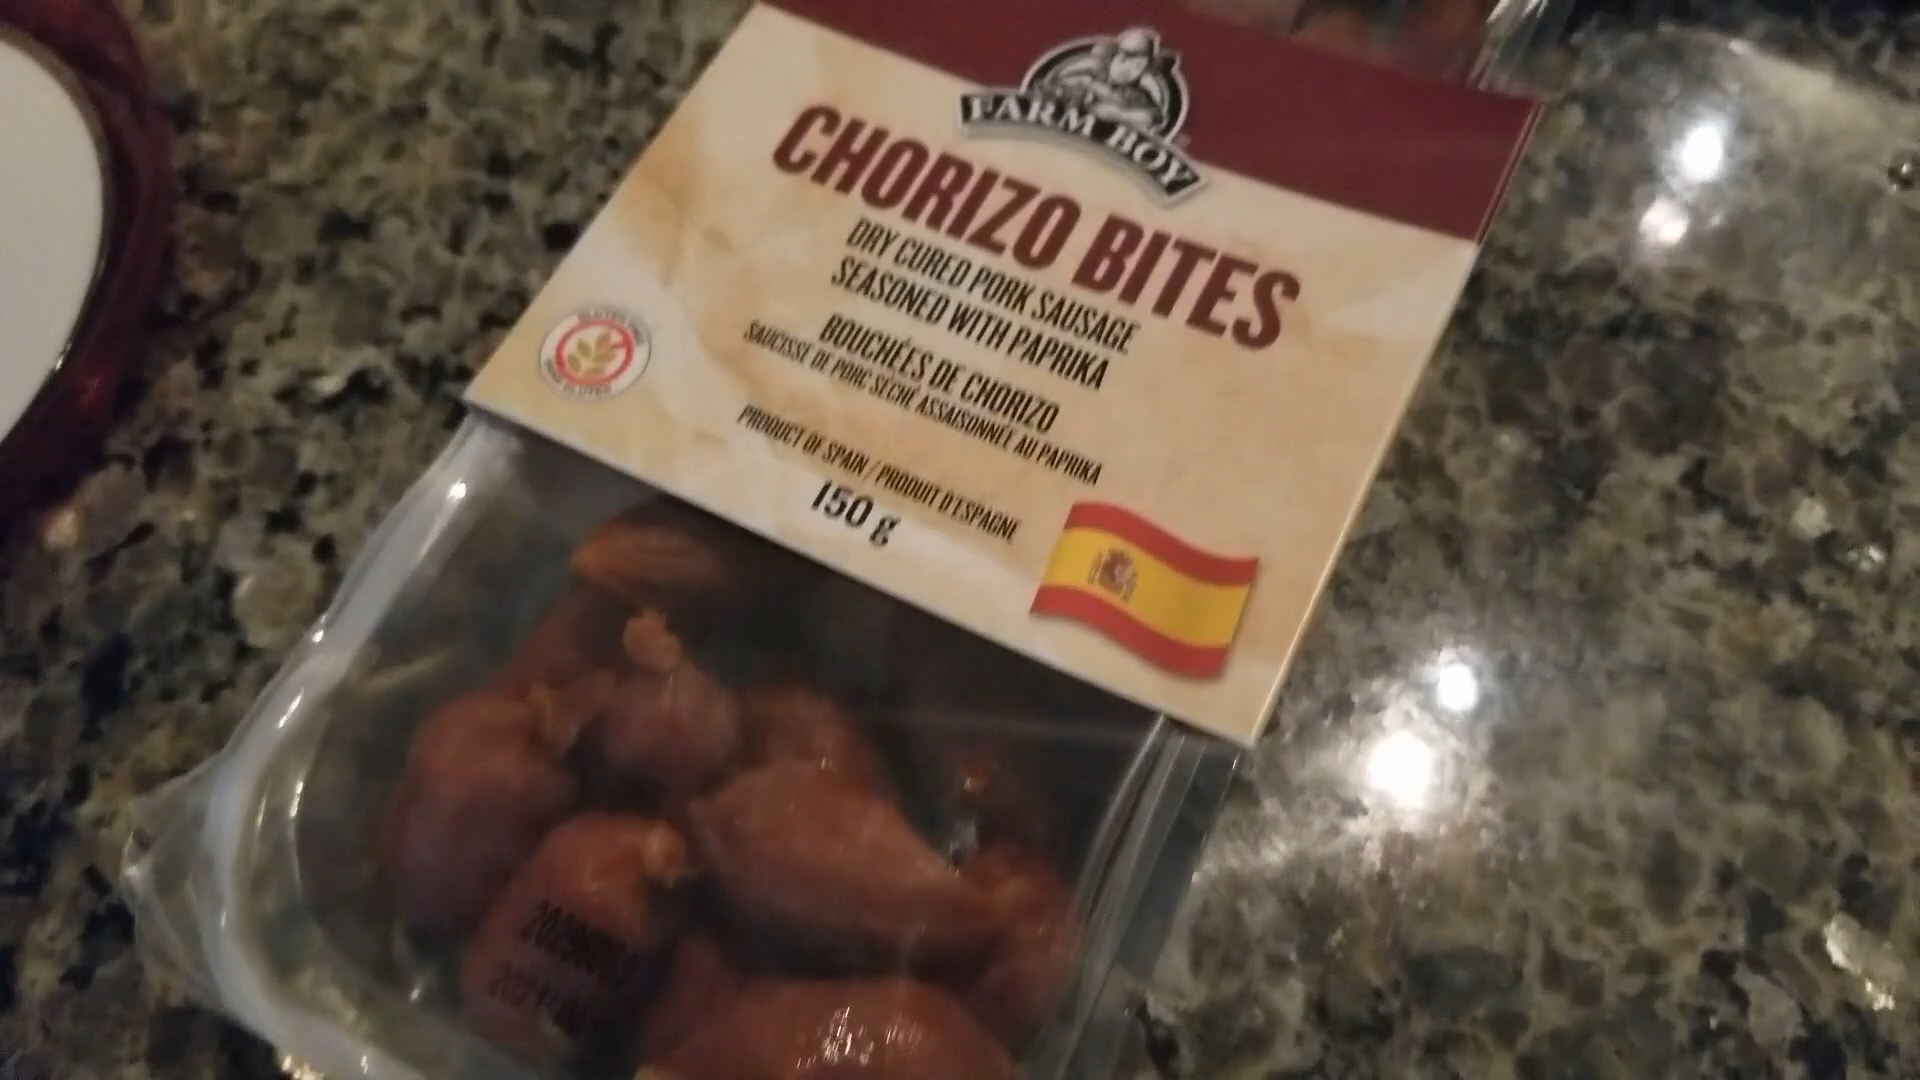 FARM BOY
CHORIZO BITES
DRY CURED PORK SAUSAGE
SEASONED WITH PAPRIKA
BOUCHÉES DE CHORIZO
SAUCISSE DE PORC SÉCHÉ ASSAISONNÉE AU PAPRIKA
PRODUCT OF SPAIN / PRODUIT D'ESPAGNE
150 g